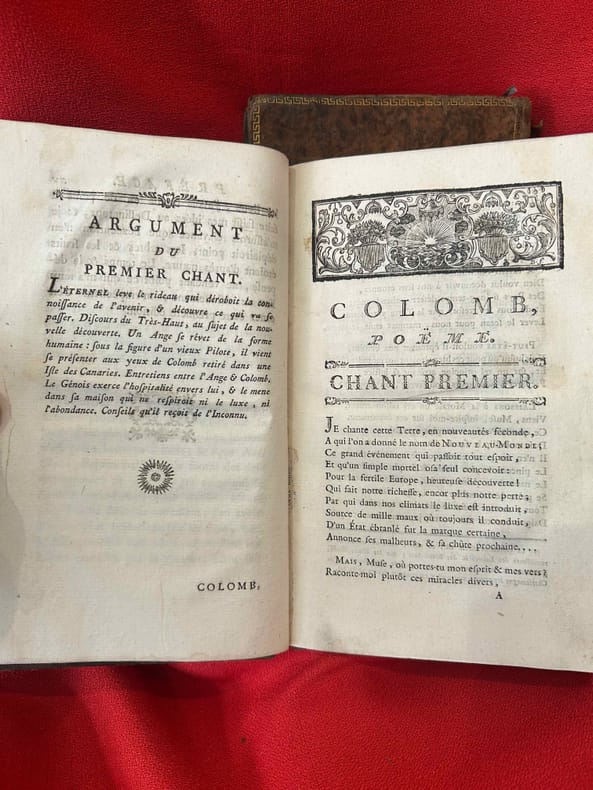 ARGUMENT
DU
PREMIER CHANT.
L'ÉTERNEL leve le rideau qui déroboit la con-
noissance de l'avenir, & découvre ce qui va se
passer. Discours du Très-Haut, au sujet de la nou-
velle découverte. Un Ange se rêves de la forme
humaine : sous la figure d'un vieux Pilote, il vient
se présenter aux yeux de Colomb retiré dans une
Isle des Canaries. Entretiens entre l'Ange & Colomb.
Le Génois exerce l'hospitalité envers lui, & le mene
dans sa maison qui ne respiroit ni le luxe, ni
l'abondance. Conseils qu'il reçoit de l'Inconnu.
COLOMB,
COLOMB,
POËME.
CHANT PREMIER.
JE chante cette Terre, en nouveautés féconde,
A qui l'on a donné le nom de NOUVEAU-MONDE;
Ce grand événement qui passoit tout espoir,
Et qu'un simple mortel osa seul concevoir:
Pour la fertile Europe, heureuse découverte!
Qui fait notre richesse, encor plus notre perte;
Par qui dans nos climats le luxe est introduit,
Source de mille maux où toujours il conduit,
D'un État ébranlé fur la marque certaine,
Annonce ses malheurs, & sa chûte prochaine....
MAIS, Muse, où portes-tu mon esprit & mes vers?
Raconte-moi plutôt ces miracles divers,
A